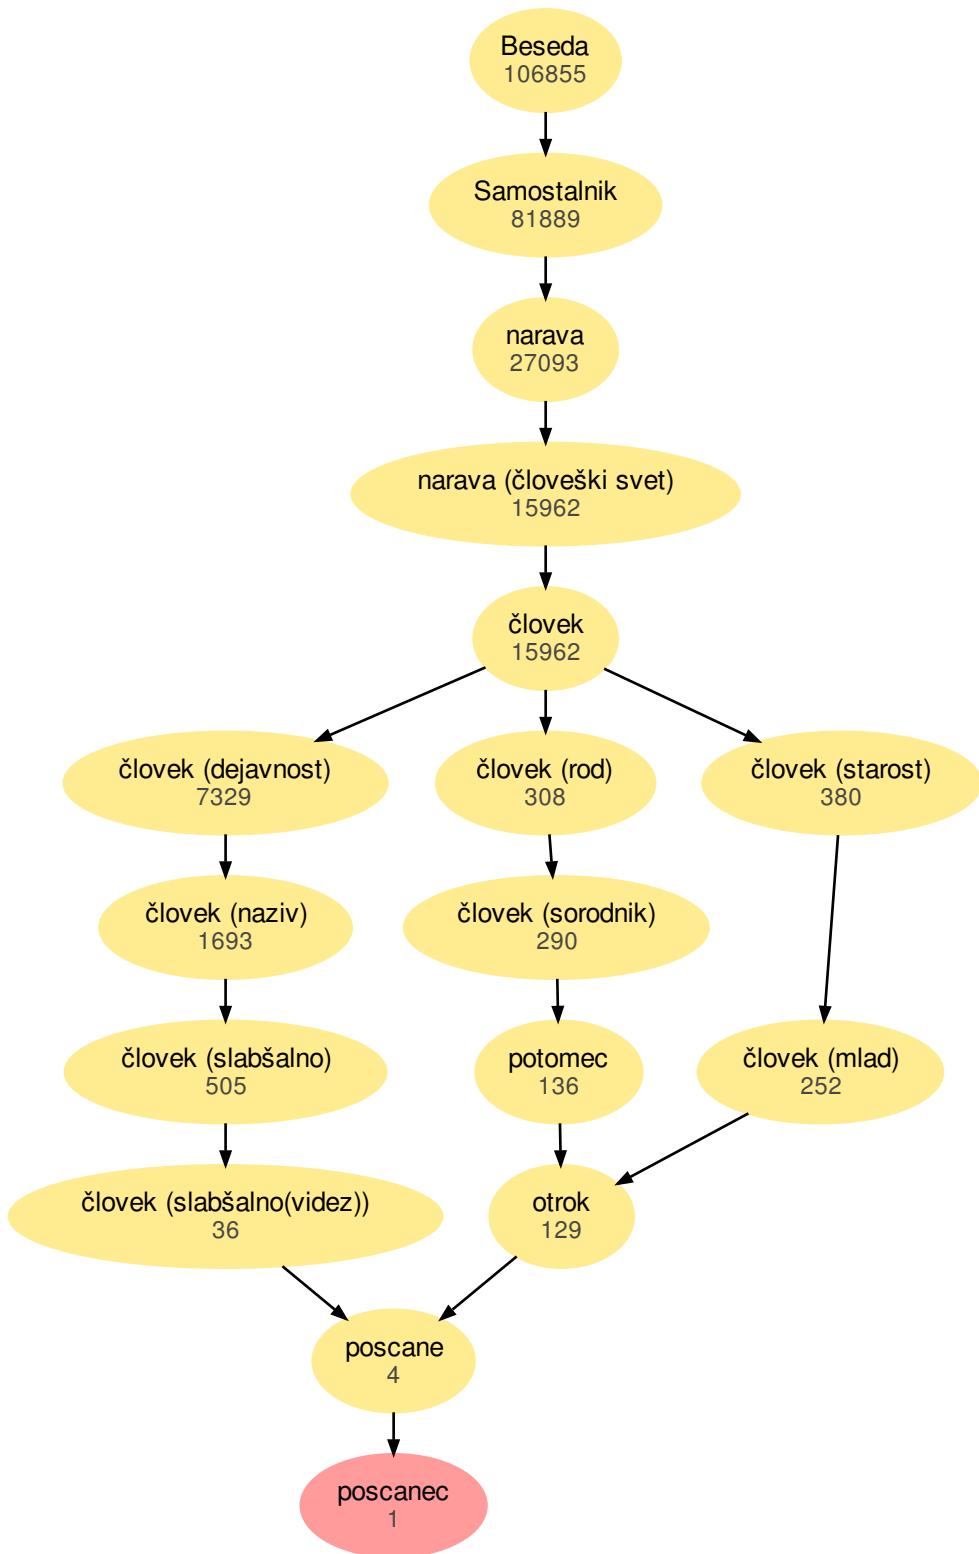 Beseda
106855
Samostalnik
81889
narava
27093
narava (človeški svet)
15962
človek
15962
človek (dejavnost)
7329
človek (rod)
308
človek (starost)
380
človek (naziv)
1693
človek (sorodnik)
290
človek (slabšalno)
505
potomec
136
človek (mlad)
252
človek (slabšalno(videz))
36
otrok
129
poscane
4
poscanec
1